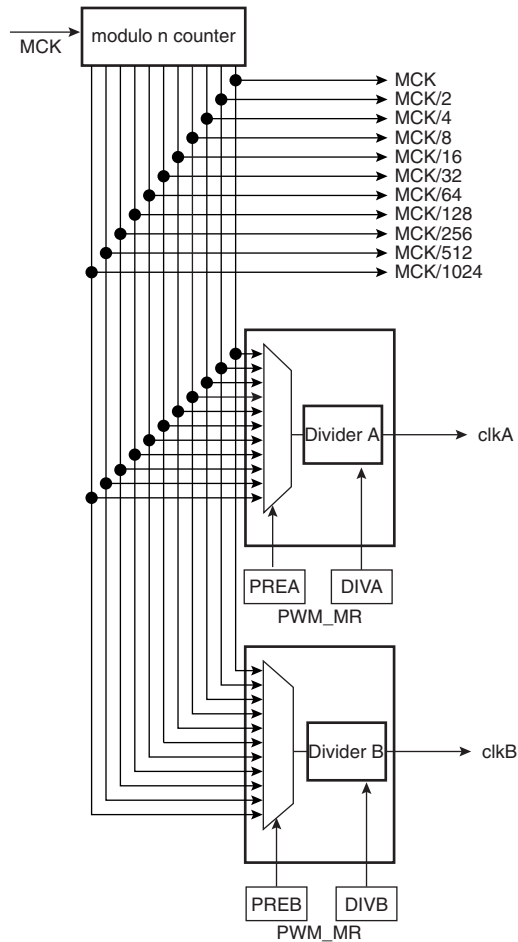 modulo n counter
MCK
MCK
MCK/2
MCK/4
MCK/8
MCK/16
MCK/32
MCK/64
MCK/128
MCK/256
MCK/512
MCK/1024
Divider A
clkA
PREA
DIVA
PWM_MR
Divider B
clkB
PREB
DIVB
PWM_MR